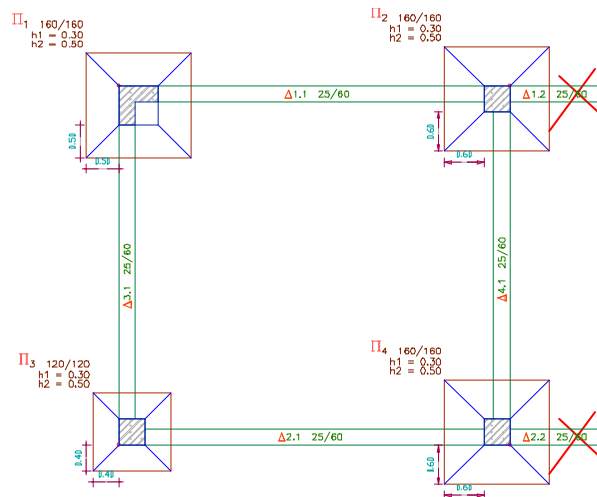 Π1 160/160
h1 = 0.30
h2 = 0.50
Π2 160/160
h1 = 0.30
h2 = 0.50
Δ1.1 25/60
Δ1.2 25/60
0.50
0.50
0.60
0.60
Δ3.1 25/60
Δ4.1 25/60
Π3 120/120
h1 = 0.30
h2 = 0.50
Π4 160/160
h1 = 0.30
h2 = 0.50
Δ2.1 25/60
Δ2.2 25/60
0.40
0.40
0.60
0.60